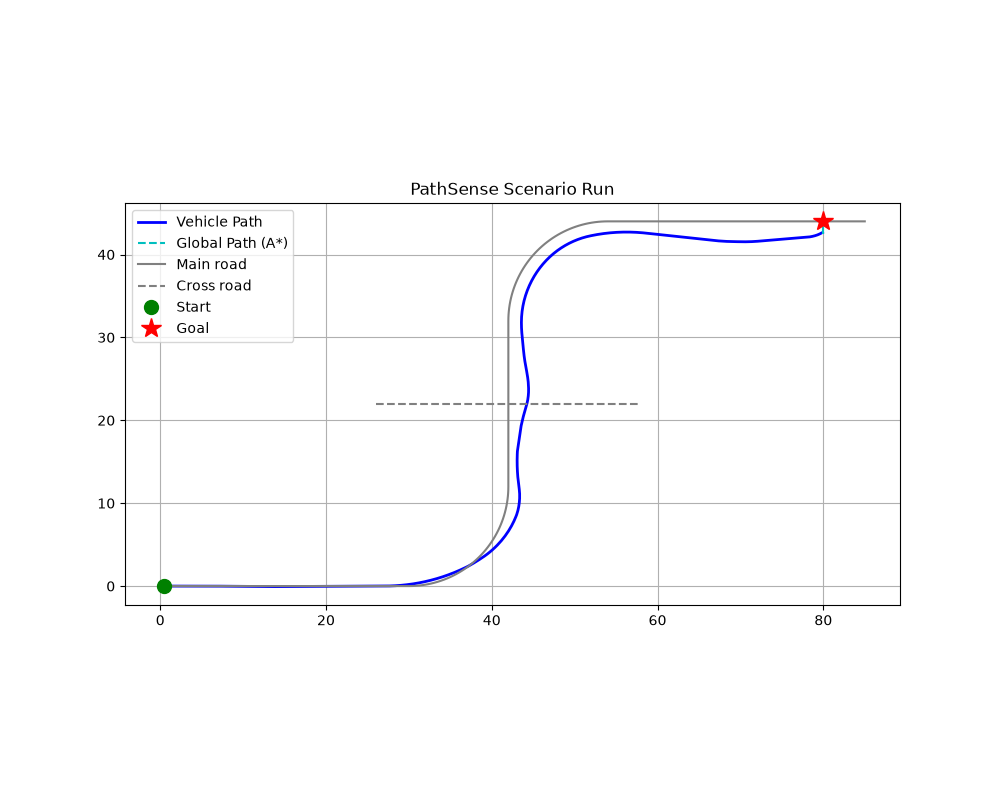 PathSense Scenario Run
Vehicle Path
Global Path (A*)
Main road
Cross road
Start
Goal
40
30
20
10
0
0 20 40 60 80